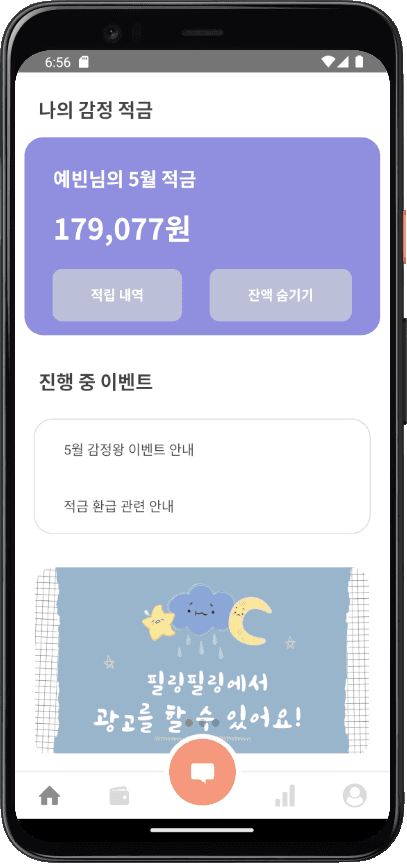 6:56
나의 감정 적금
예빈님의 5월 적금
179,077원
적립 내역
잔액 숨기기
진행 중 이벤트
5월 감정왕 이벤트 안내
적금 환급 관련 안내
필링필링에서
광고를 할 수 있어요!